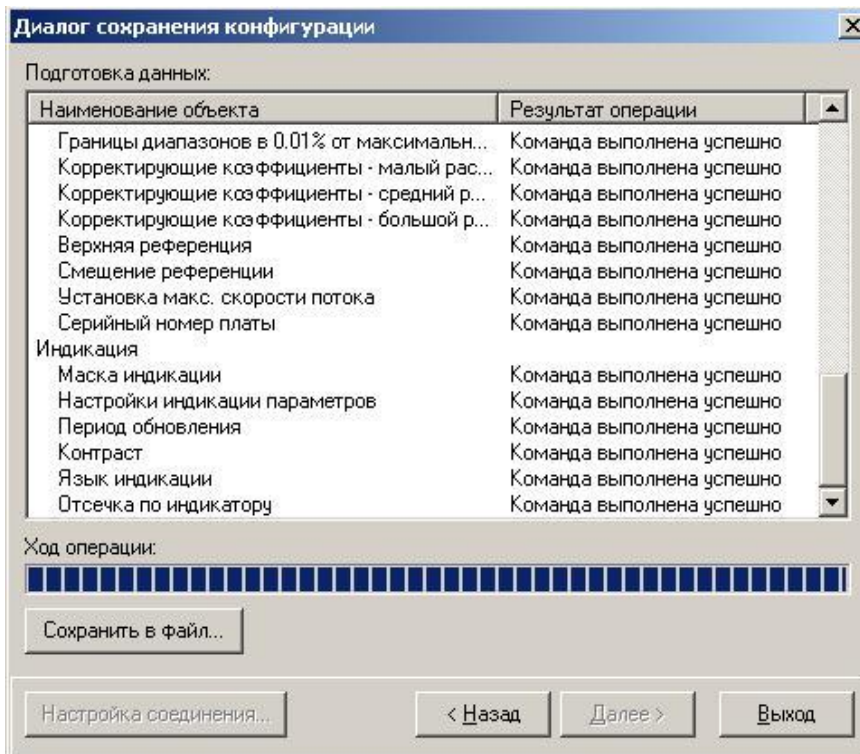 Диалог сохранения конфигурации
Подготовка данных:
Наименование объекта Результат операции
Границы диапазонов в 0.01% от максимальн... Команда выполнена успешно
Корректирующие коэффициенты - малый рас... Команда выполнена успешно
Корректирующие коэффициенты - средний р... Команда выполнена успешно
Корректирующие коэффициенты - большой р... Команда выполнена успешно
Верхняя референция Команда выполнена успешно
Смещение референции Команда выполнена успешно
Установка макс. скорости потока Команда выполнена успешно
Серийный номер платы Команда выполнена успешно
Индикация
Маска индикации Команда выполнена успешно
Настройки индикации параметров Команда выполнена успешно
Период обновления Команда выполнена успешно
Контраст Команда выполнена успешно
Язык индикации Команда выполнена успешно
Отсечка по индикатору Команда выполнена успешно
Ход операции:
Сохранить в файл...
Настройка соединения... < Назад Далее > Выход